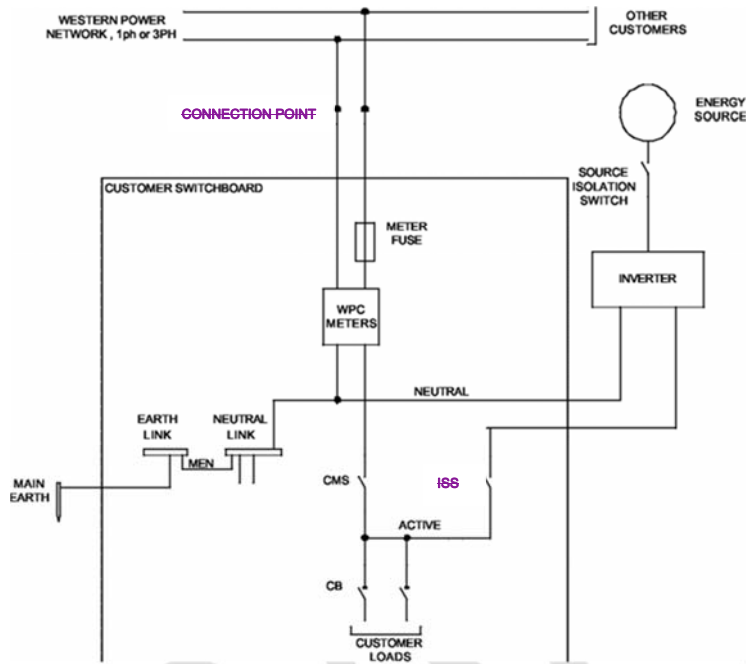 WESTERN POWER
NETWORK , 1ph or 3PH
OTHER
CUSTOMERS
CONNECTION POINT
ENERGY
SOURCE
SOURCE
ISOLATION
SWITCH
CUSTOMER SWITCHBOARD
METER
FUSE
INVERTER
WPC
METERS
NEUTRAL
EARTH
LINK
NEUTRAL
LINK
MEN
MAIN
EARTH
CMS
ISS
ACTIVE
CB
CUSTOMER
LOADS